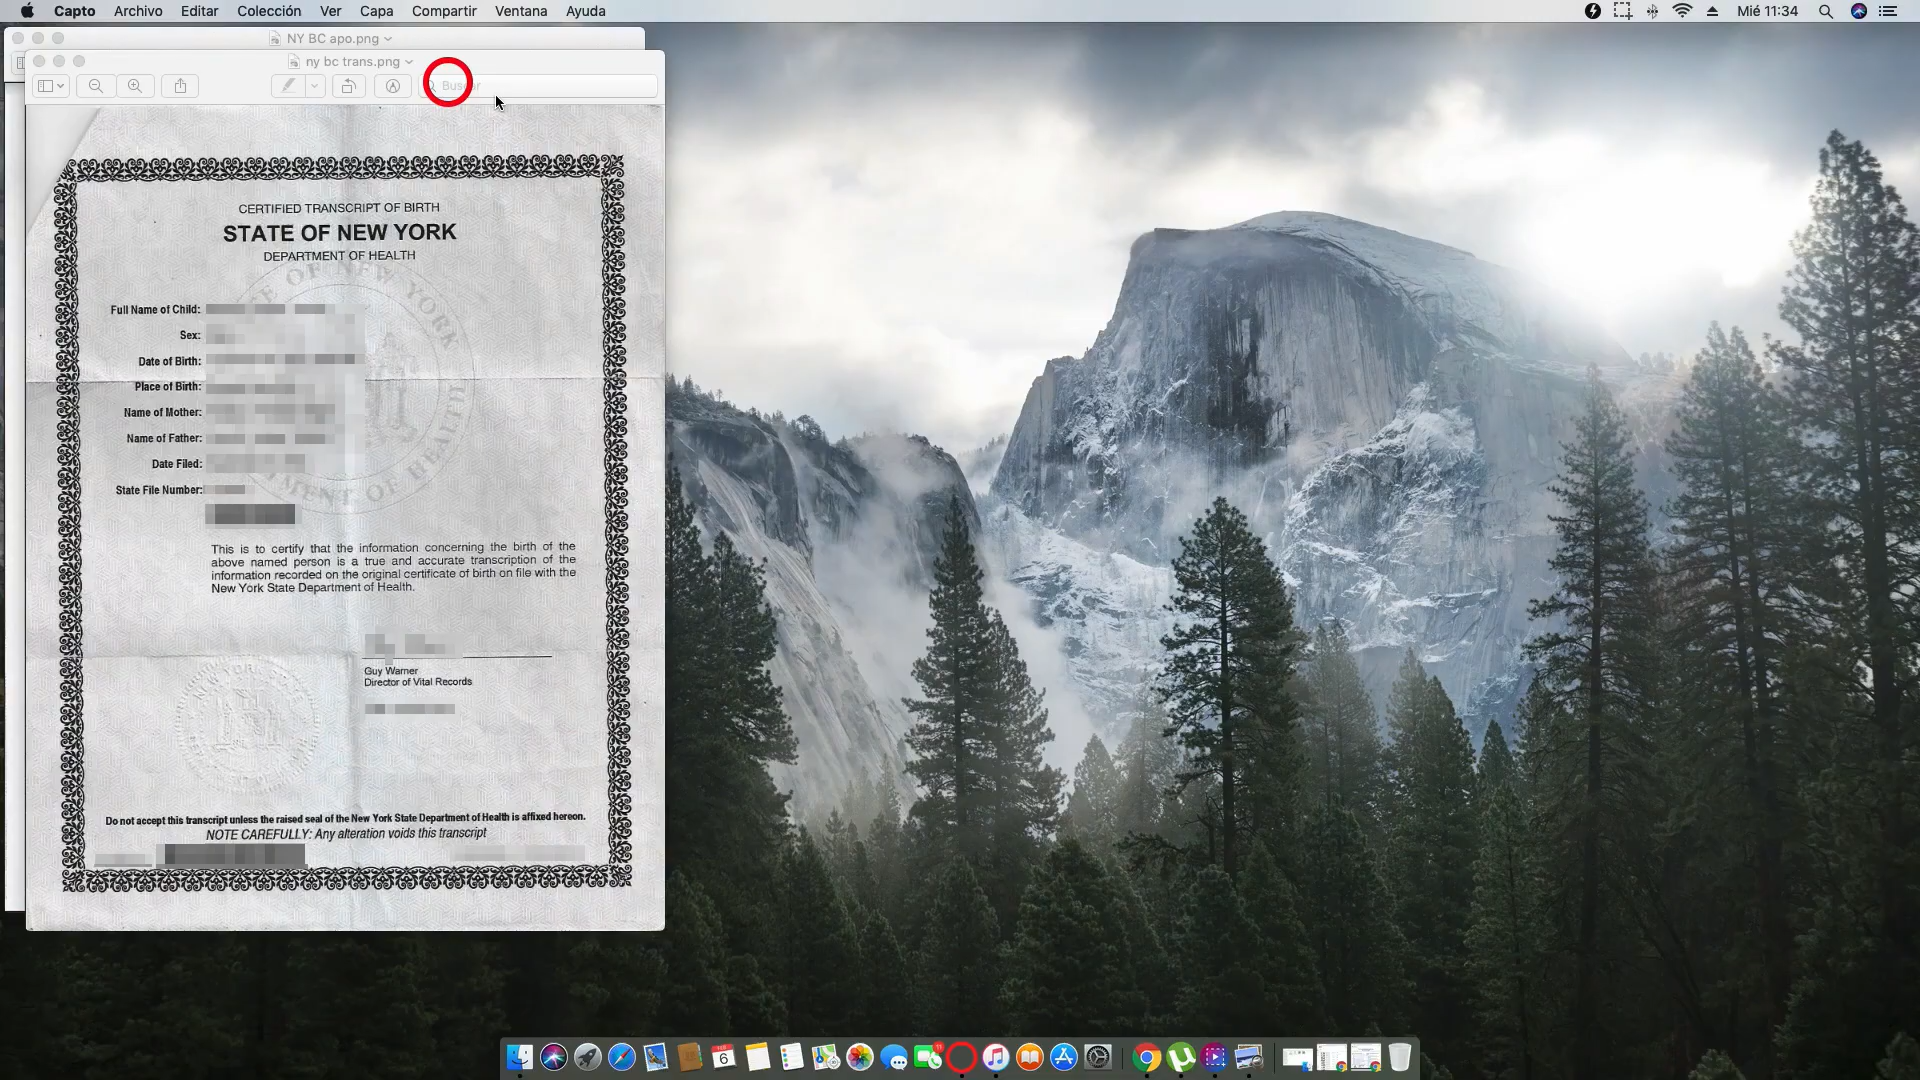 Capto Archivo Editar Colección Ver Capa Compartir Ventana Ayuda Mié 11:34
NY BC apo.png
ny bc trans.png
CERTIFIED TRANSCRIPT OF BIRTH
STATE OF NEW YORK
DEPARTMENT OF HEALTH
Full Name of Child:
Sex:
Date of Birth:
Place of Birth:
Name of Mother:
Name of Father:
Date Filed:
State File Number:
This is to certify that the information concerning the birth of the
above named person is a true and accurate transcription of the
information recorded on the original certificate of birth on file with the
New York State Department of Health.
Guy Warner
Director of Vital Records
Do not accept this transcript unless the raised seal of the New York State Department of Health is affixed hereon.
NOTE CAREFULLY: Any alteration voids this transcript
6